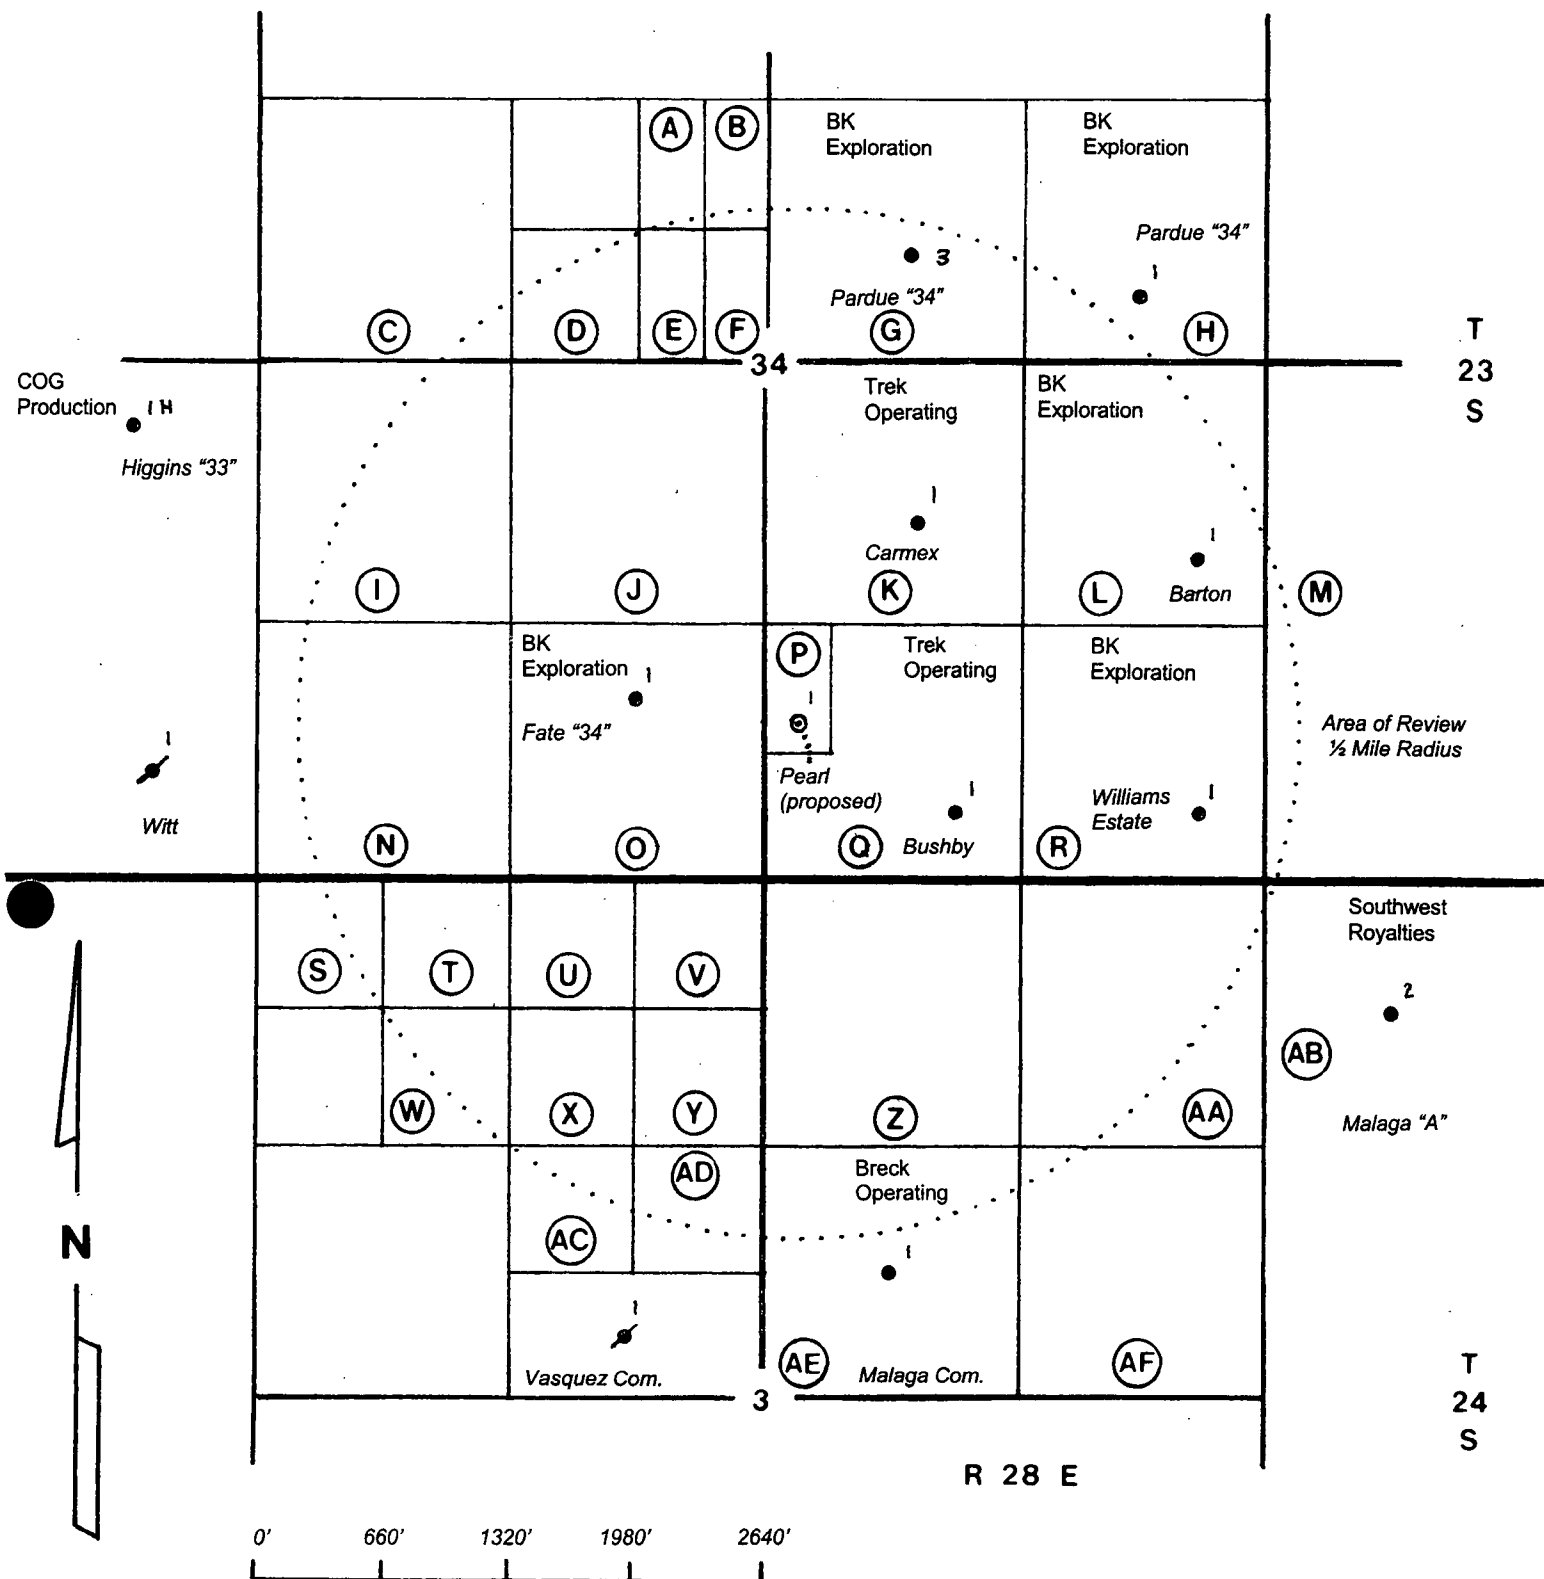 A B
BK
Exploration
BK
Exploration
Pardue "34"
1
3
Pardue "34"
C D E F G H
34
T
23
S
COG
Production
1H
Higgins "33"
Trek
Operating
BK
Exploration
1
Carmex
1
Barton
I J K L M
BK
Exploration
1
Fate "34"
P
1
Pearl
(proposed)
Trek
Operating
BK
Exploration
Area of Review
½ Mile Radius
1
Witt
1
Bushby
Williams
Estate
1
N O Q R
Southwest
Royalties
S T U V
2
AB
Malaga "A"
W X Y Z AA
AD
AC
Breck
Operating
1
N
1
Vasquez Com.
AE
Malaga Com.
AF
3
T
24
S
R 28 E
0' 660' 1320' 1980' 2640'